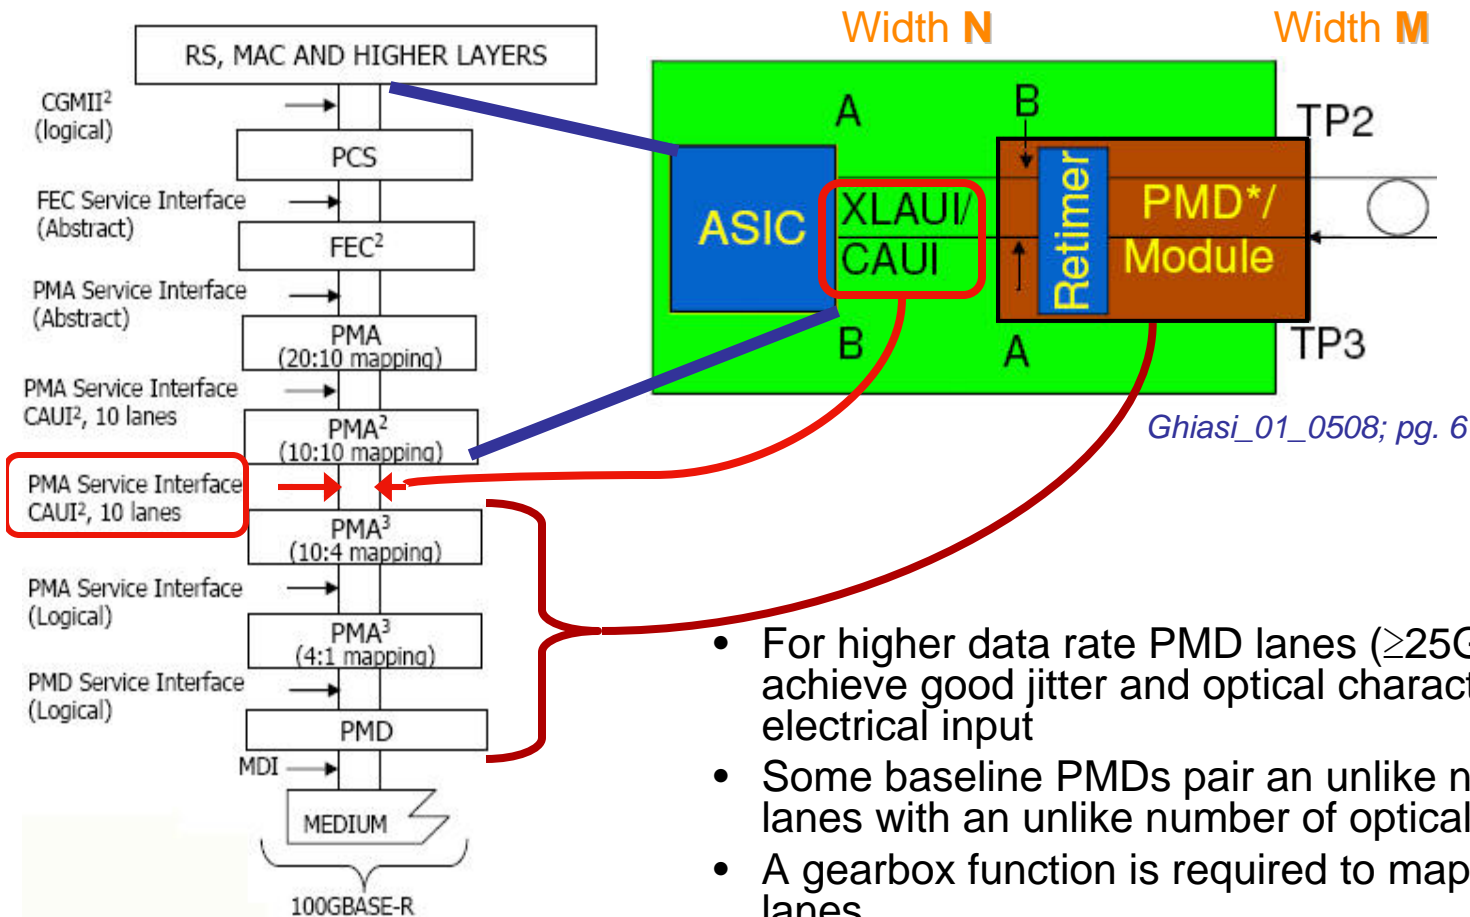 Width N
Width M
RS, MAC AND HIGHER LAYERS
CGMII²
(logical)
PCS
FEC Service Interface
(Abstract)
FEC²
PMA Service Interface
(Abstract)
PMA
(20:10 mapping)
PMA Service Interface
CAUI², 10 lanes
PMA²
(10:10 mapping)
PMA Service Interface
CAUI², 10 lanes
PMA³
(10:4 mapping)
PMA Service Interface
(Logical)
PMA³
(4:1 mapping)
PMD Service Interface
(Logical)
PMD
MDI
MEDIUM
100GBASE-R
A
B
TP2
ASIC
XLAUI/
CAUI
Retimer
PMD*/
Module
B
A
TP3
Ghiasi_01_0508; pg. 6
• For higher data rate PMD lanes (≥25G
achieve good jitter and optical charact
electrical input
• Some baseline PMDs pair an unlike n
lanes with an unlike number of optical
• A gearbox function is required to map
lanes